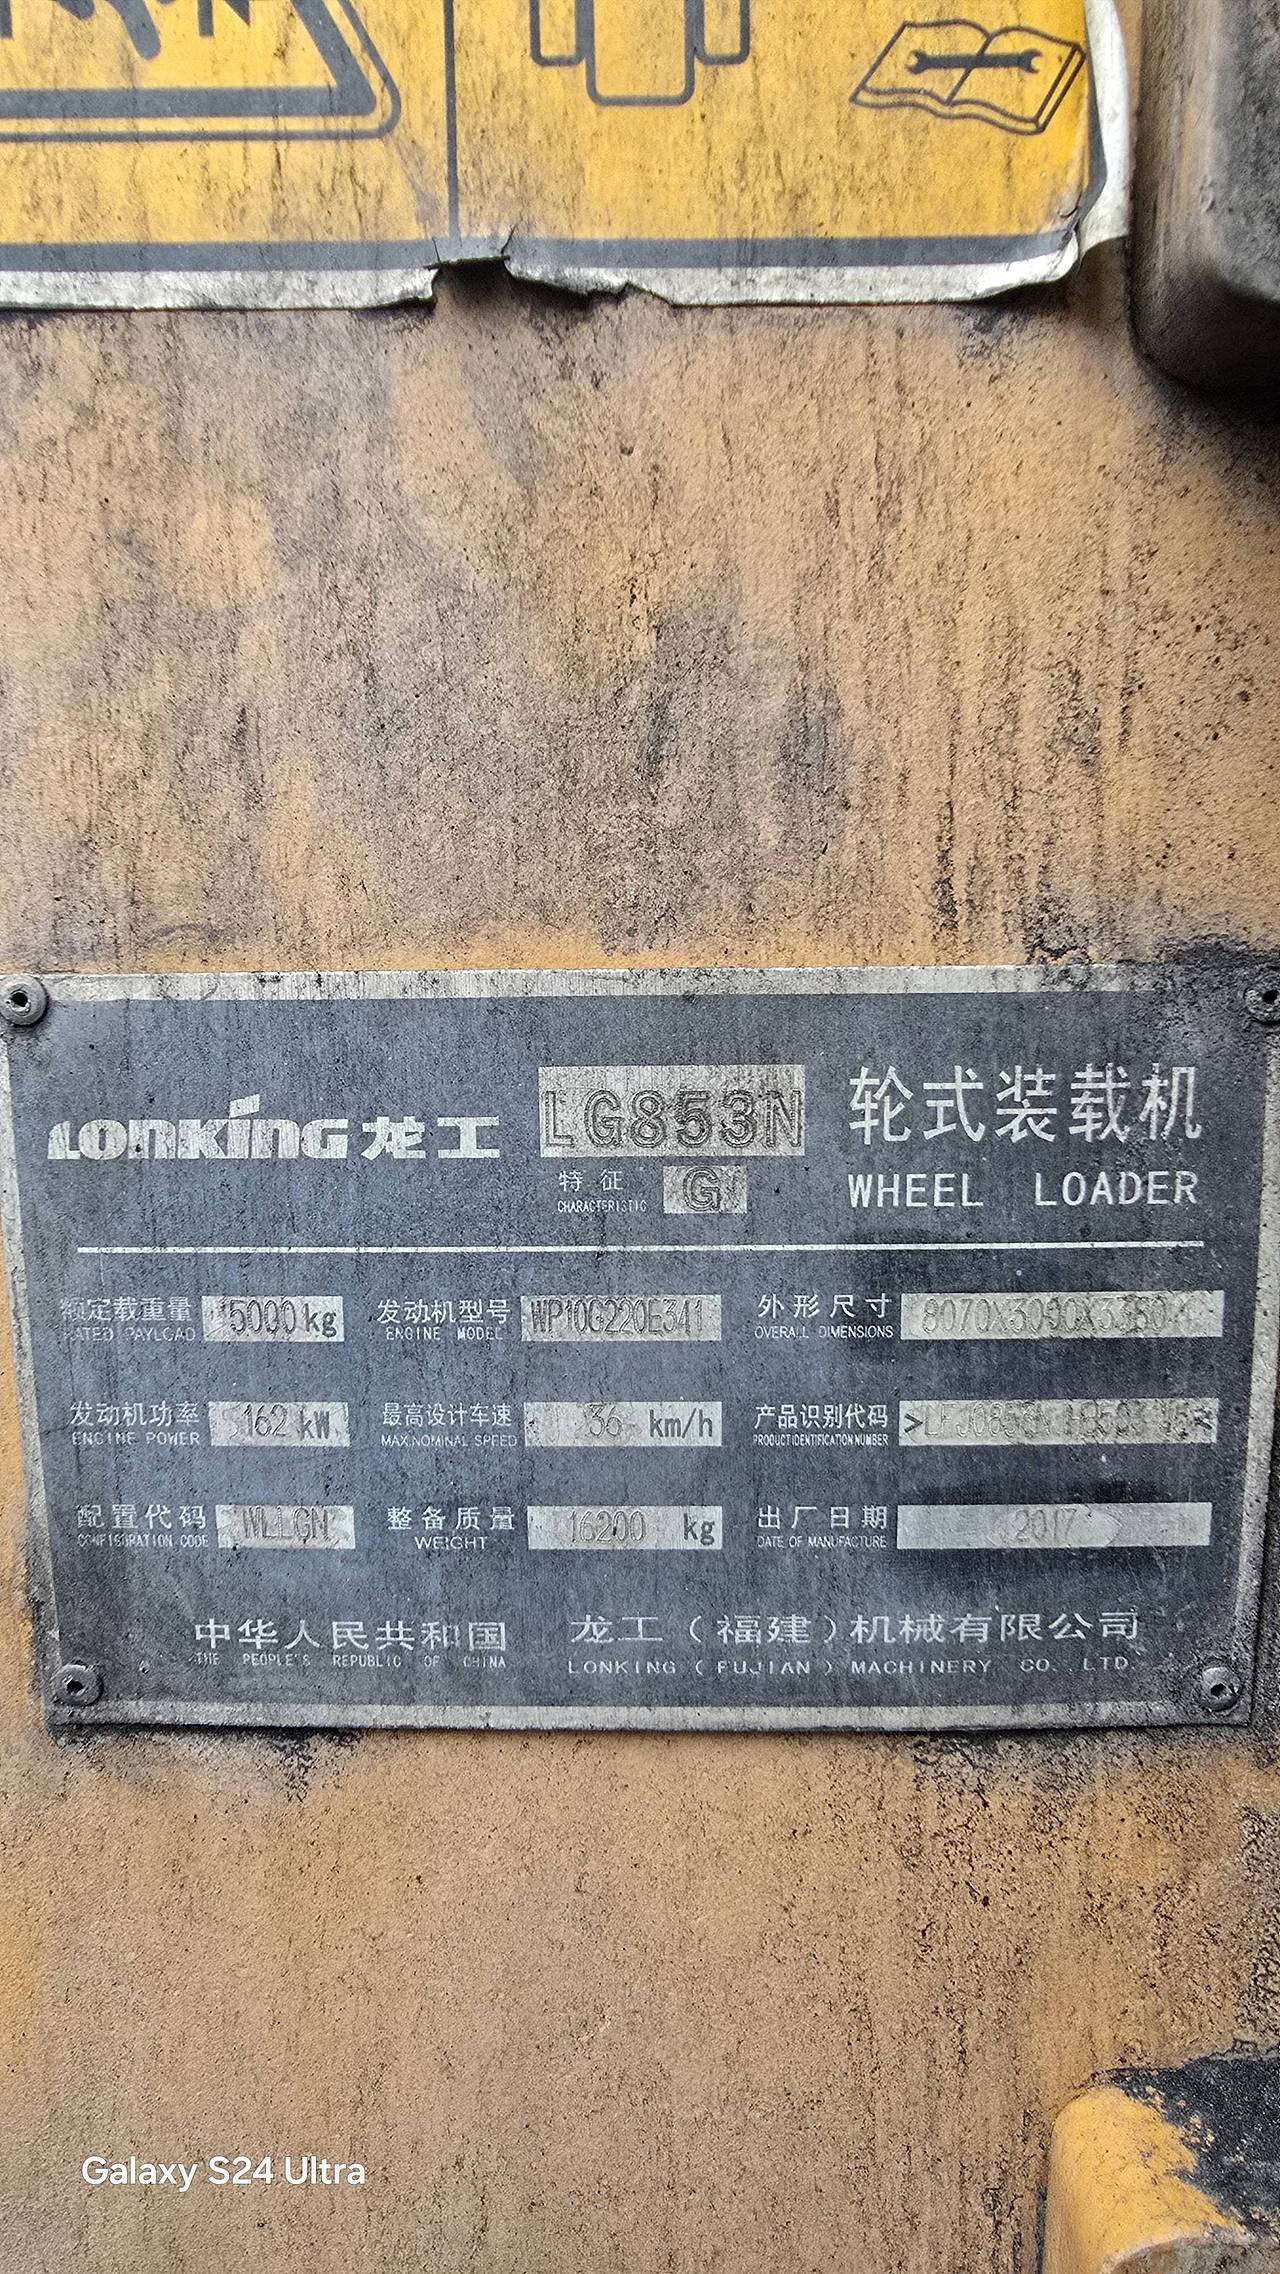 LONKING 龙工 LG853N 轮式装载机
特征 G
CHARACTERISTIC WHEEL LOADER
额定载重量 5000 kg 发动机型号 WP10G220E341 外形尺寸
RATED PAYLOAD ENGINE MODEL OVERALL DIMENSIONS
发动机功率 162 kW 最高设计车速 36 km/h 产品识别代码
ENGINE POWER MAX.NOMINAL SPEED PRODUCT IDENTIFICATION NUMBER
配置代码 WLLGN 整备质量 16200 kg 出厂日期 2017
CONFIGURATION CODE WEIGHT DATE OF MANUFACTURE
中华人民共和国 龙工（福建）机械有限公司
THE PEOPLE'S REPUBLIC OF CHINA LONKING ( FUJIAN ) MACHINERY CO. LTD.
Galaxy S24 Ultra